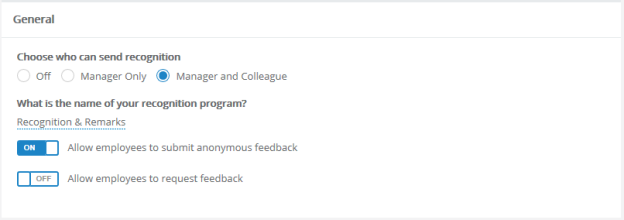 General
Choose who can send recognition
Off Manager Only Manager and Colleague
What is the name of your recognition program?
Recognition & Remarks
ON Allow employees to submit anonymous feedback
OFF Allow employees to request feedback